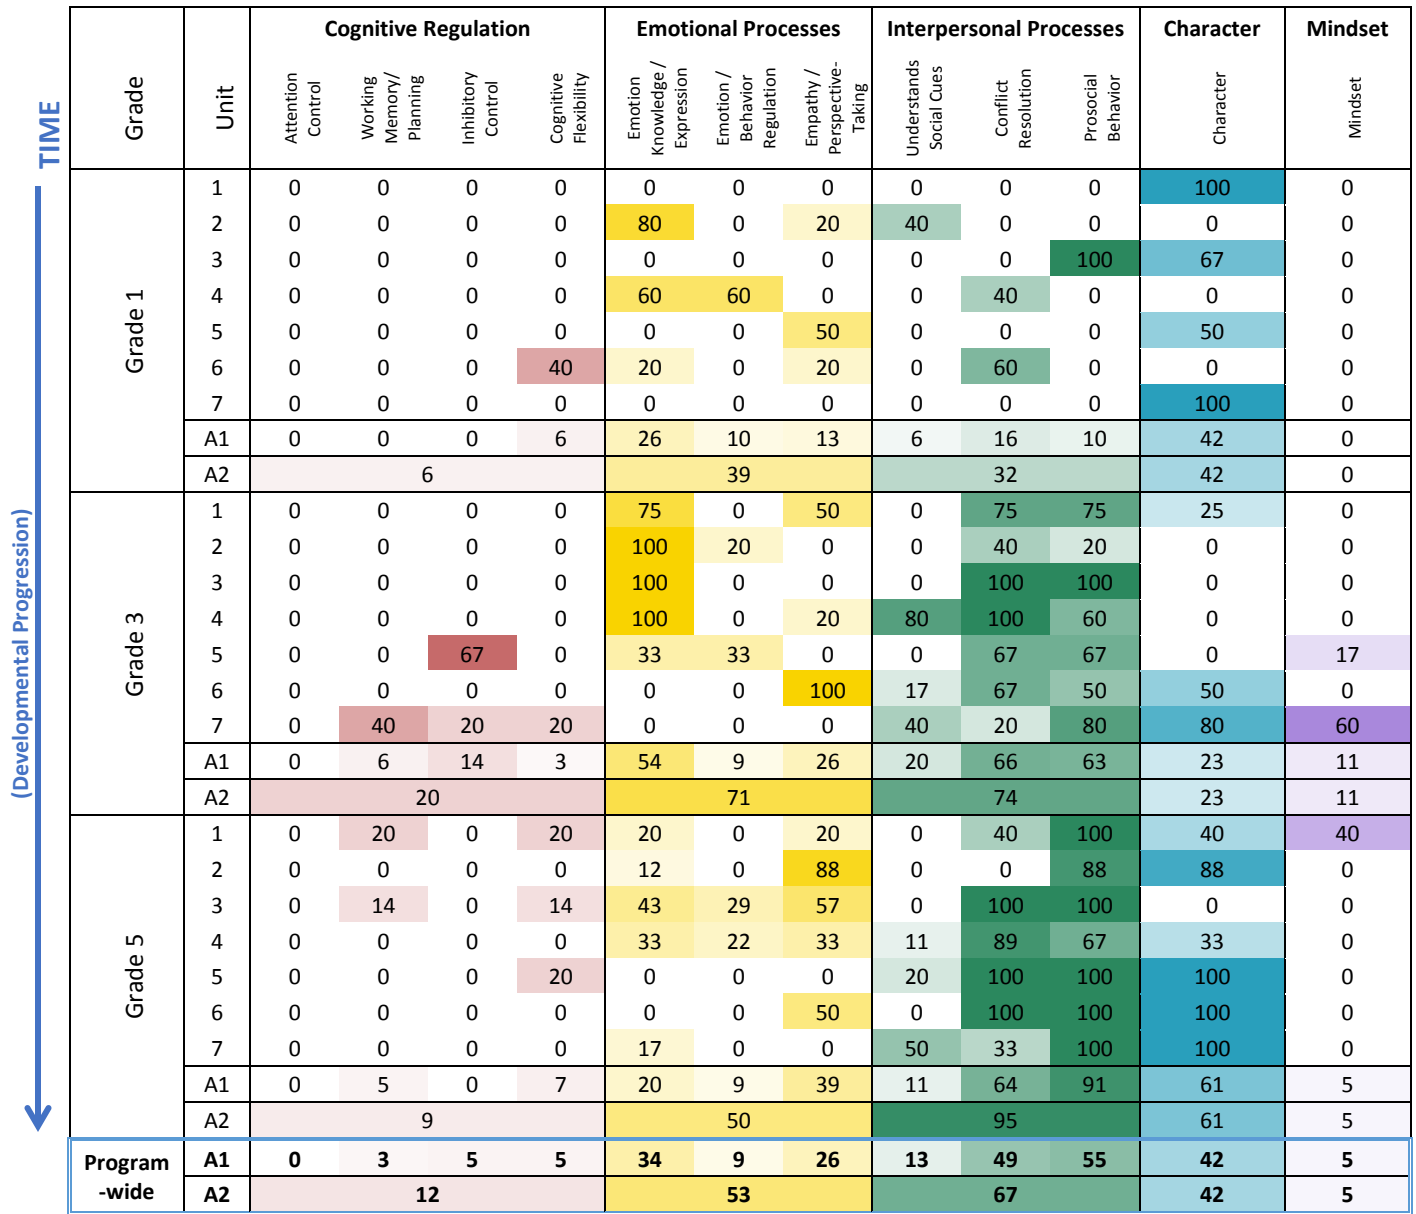 TIME
(Developmental Progression)
Cognitive Regulation Emotional Processes Interpersonal Processes Character Mindset
Grade Unit Attention Control Working Memory/ Planning Inhibitory Control Cognitive Flexibility Emotion Knowledge / Expression Emotion / Behavior Regulation Empathy / Perspective- Taking Understands Social Cues Conflict Resolution Prosocial Behavior Character Mindset
Grade 1
1 0 0 0 0 0 0 0 0 0 0 100 0
2 0 0 0 0 80 0 20 40 0 0 0 0
3 0 0 0 0 0 0 0 0 0 100 67 0
4 0 0 0 0 60 60 0 0 40 0 0 0
5 0 0 0 0 0 0 50 0 0 0 50 0
6 0 0 0 40 20 0 20 0 60 0 0 0
7 0 0 0 0 0 0 0 0 0 0 100 0
A1 0 0 0 6 26 10 13 6 16 10 42 0
A2 6 39 32 42 0
Grade 3
1 0 0 0 0 75 0 50 0 75 75 25 0
2 0 0 0 0 100 20 0 0 40 20 0 0
3 0 0 0 0 100 0 0 0 100 100 0 0
4 0 0 0 0 100 0 20 80 100 60 0 0
5 0 0 67 0 33 33 0 0 67 67 0 17
6 0 0 0 0 0 0 100 17 67 50 50 0
7 0 40 20 20 0 0 0 40 20 80 80 60
A1 0 6 14 3 54 9 26 20 66 63 23 11
A2 20 71 74 23 11
Grade 5
1 0 20 0 20 20 0 20 0 40 100 40 40
2 0 0 0 0 12 0 88 0 0 88 88 0
3 0 14 0 14 43 29 57 0 100 100 0 0
4 0 0 0 0 33 22 33 11 89 67 33 0
5 0 0 0 20 0 0 0 20 100 100 100 0
6 0 0 0 0 0 0 50 0 100 100 100 0
7 0 0 0 0 17 0 0 50 33 100 100 0
A1 0 5 0 7 20 9 39 11 64 91 61 5
A2 9 50 95 61 5
Program
-wide
A1 0 3 5 5 34 9 26 13 49 55 42 5
A2 12 53 67 42 5